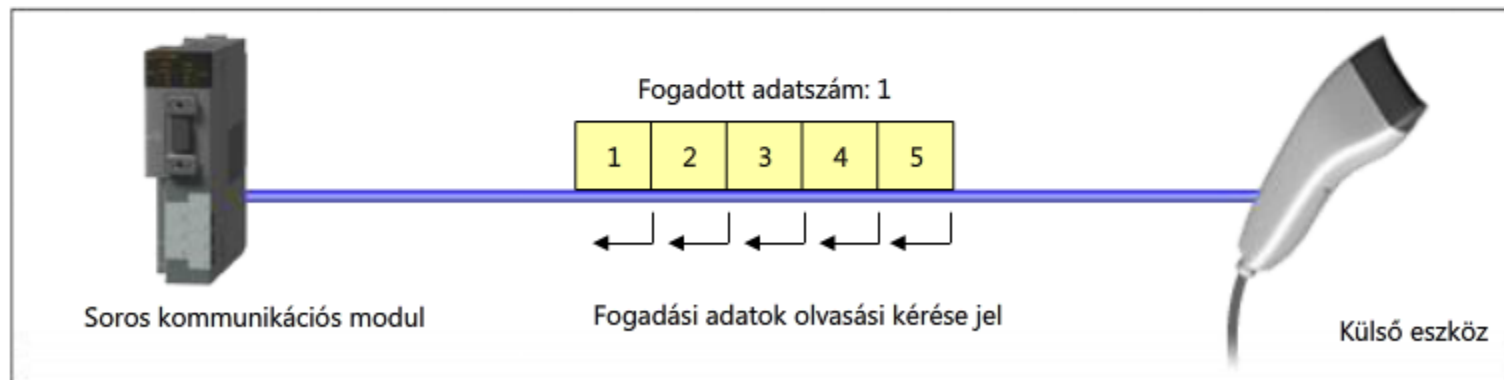 Fogadott adatszám: 1
1 2 3 4 5
Soros kommunikációs modul
Fogadási adatok olvasási kérése jel
Külső eszköz